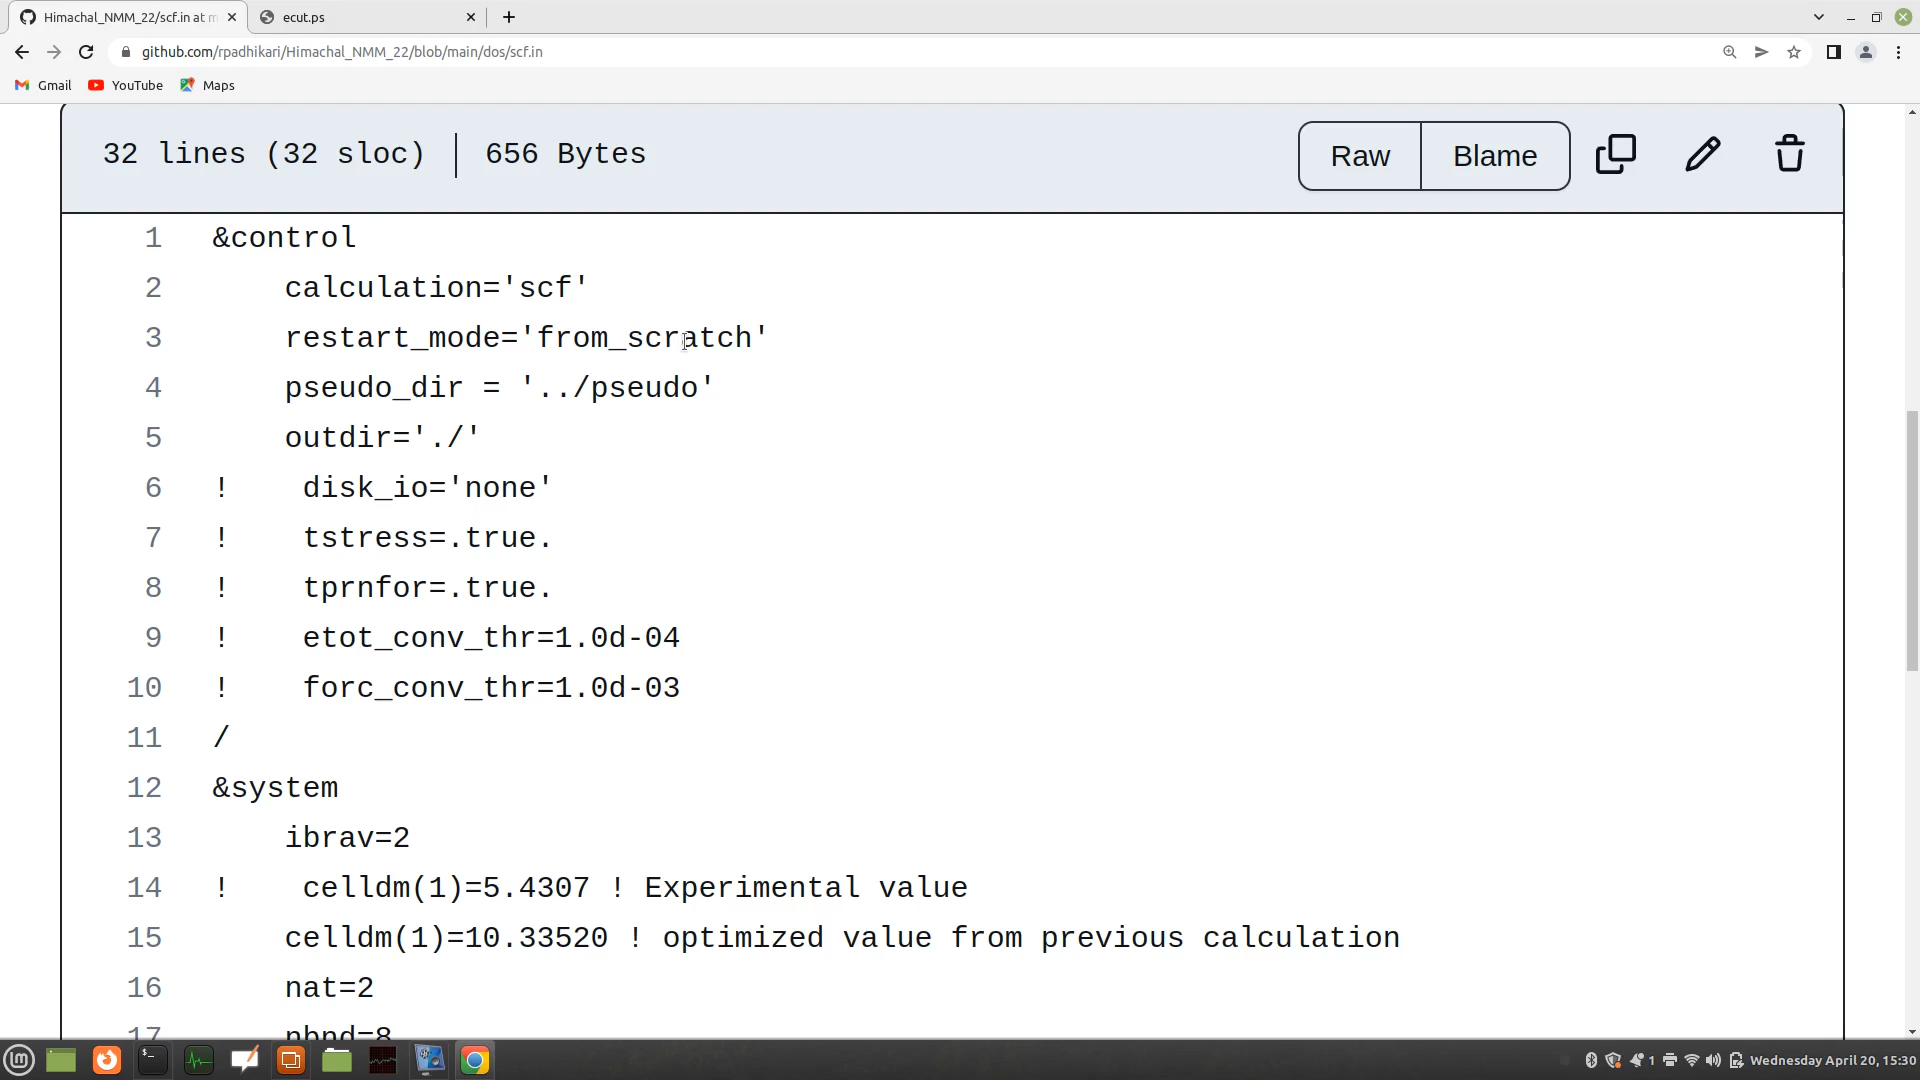 Himachal_NMM_22/scf.in at m
ecut.ps
github.com/rpadhikari/Himachal_NMM_22/blob/main/dos/scf.in
Gmail
YouTube
Maps
32 lines (32 sloc) | 656 Bytes
Raw
Blame
1 &control
2 calculation='scf'
3 restart_mode='from_scratch'
4 pseudo_dir = '../pseudo'
5 outdir='./'
6 ! disk_io='none'
7 ! tstress=.true.
8 ! tprnfor=.true.
9 ! etot_conv_thr=1.0d-04
10 ! forc_conv_thr=1.0d-03
11 /
12 &system
13 ibrav=2
14 ! celldm(1)=5.4307 ! Experimental value
15 celldm(1)=10.33520 ! optimized value from previous calculation
16 nat=2
17 nbnd=8
1 Wednesday April 20, 15:30